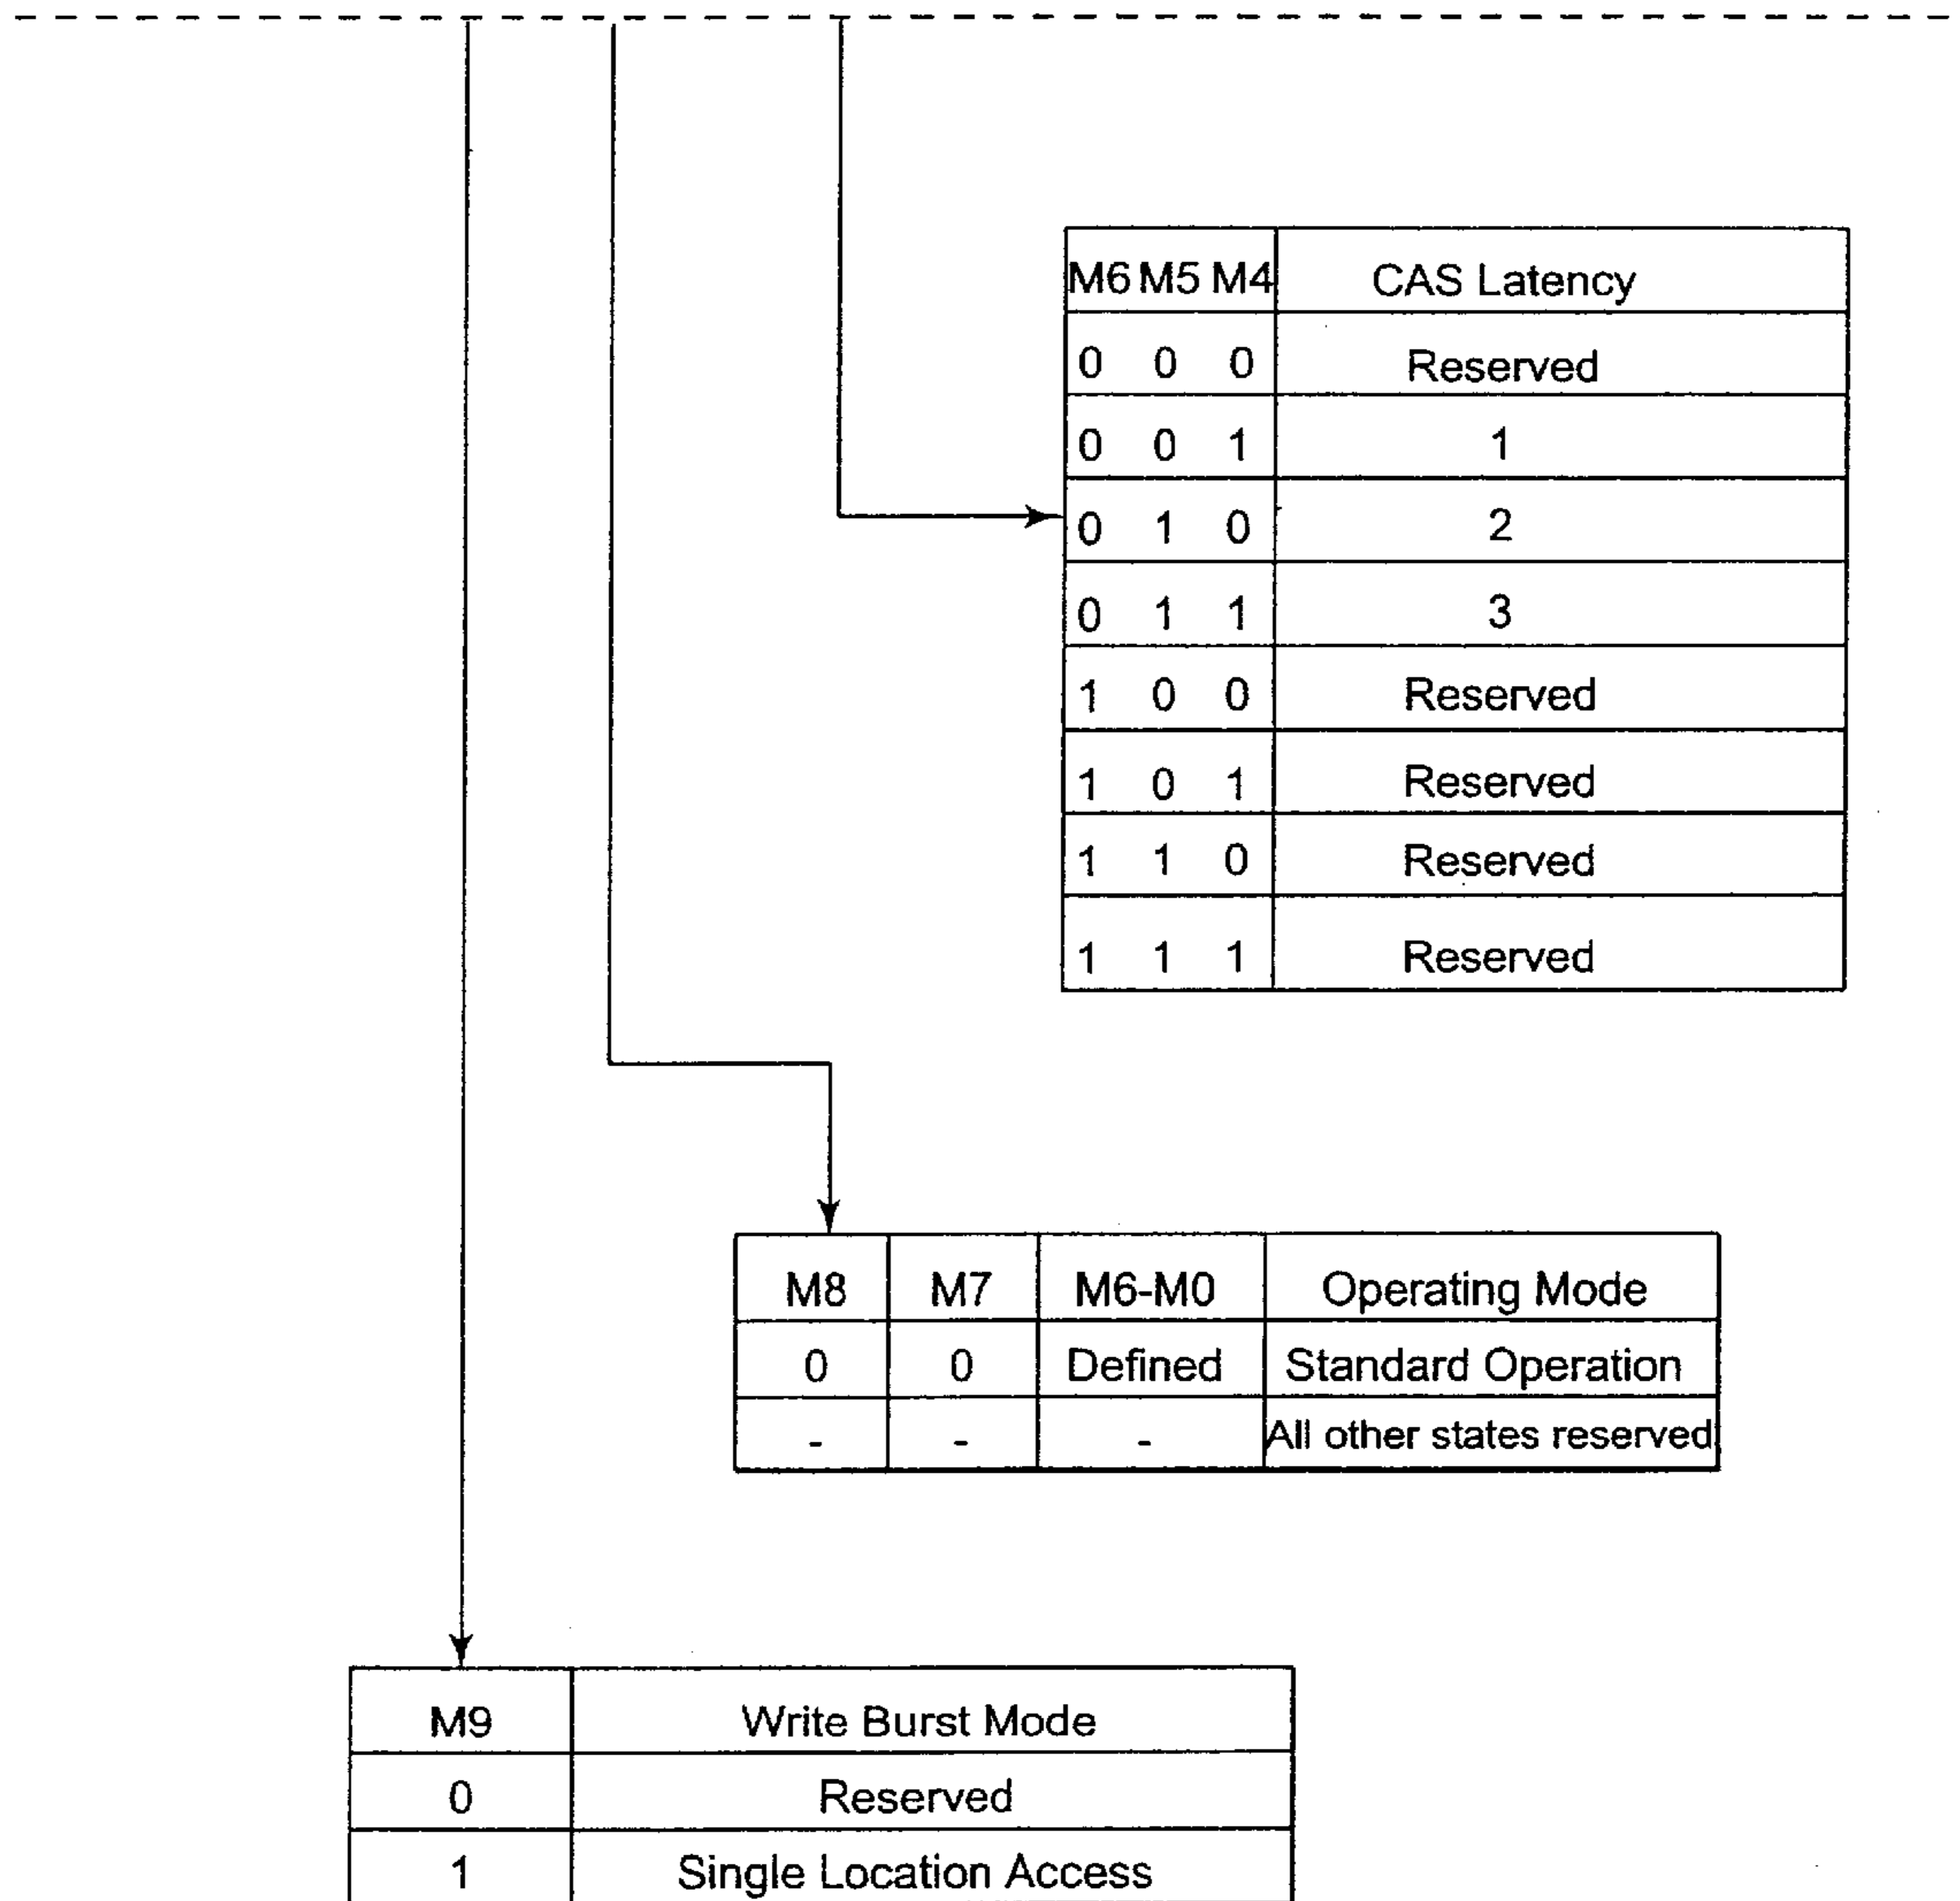 M6 M5 M4 CAS Latency
0 0 0 Reserved
0 0 1 1
0 1 0 2
0 1 1 3
1 0 0 Reserved
1 0 1 Reserved
1 1 0 Reserved
1 1 1 Reserved
M8 M7 M6-M0 Operating Mode
0 0 Defined Standard Operation
- - - All other states reserved
M9 Write Burst Mode
0 Reserved
1 Single Location Access